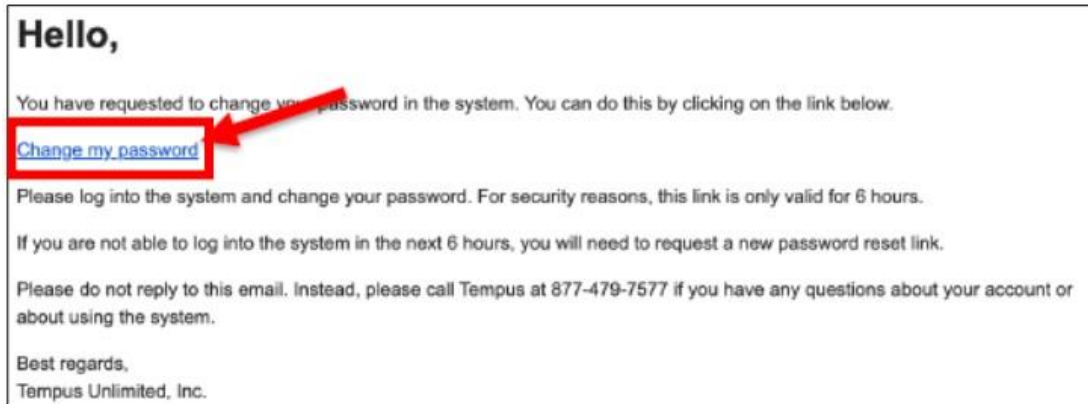 Hello,
You have requested to change your password in the system. You can do this by clicking on the link below.
Change my password
Please log into the system and change your password. For security reasons, this link is only valid for 6 hours.
If you are not able to log into the system in the next 6 hours, you will need to request a new password reset link.
Please do not reply to this email. Instead, please call Tempus at 877-479-7577 if you have any questions about your account or
about using the system.
Best regards,
Tempus Unlimited, Inc.